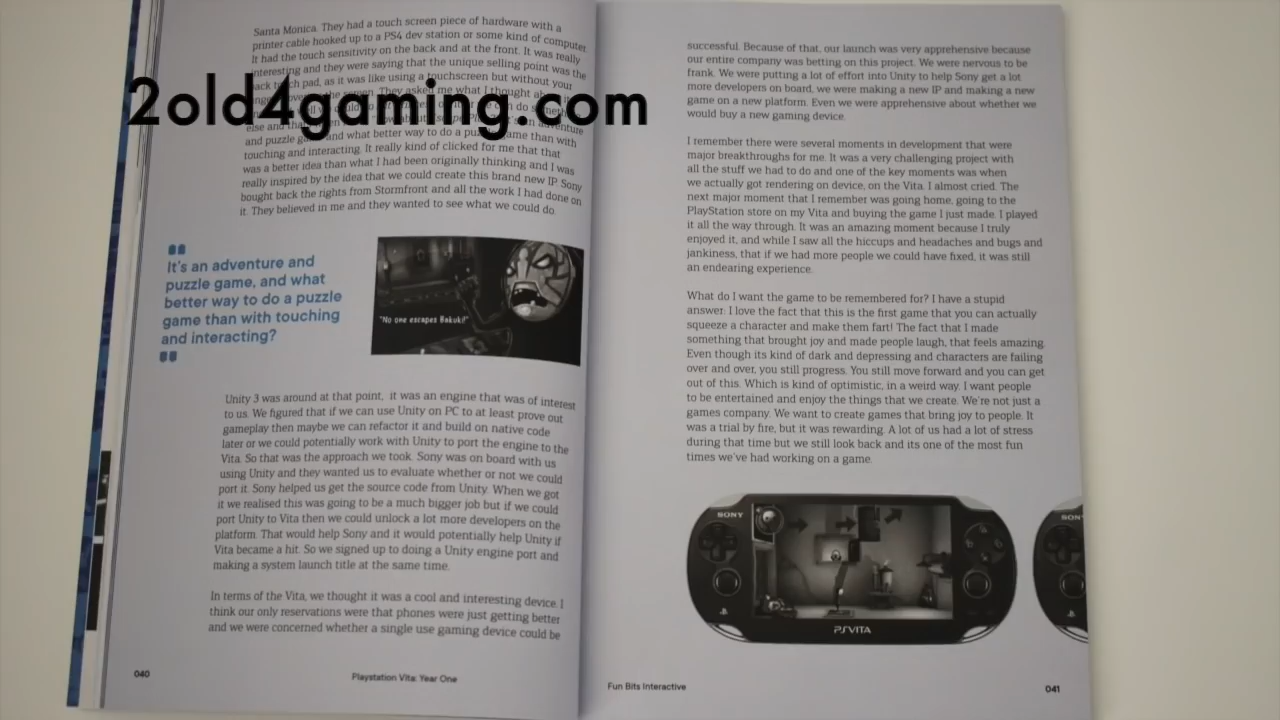 Santa Monica. They had a touch screen piece of hardware with a
printer cable hooked up to a PS4 dev station or some kind of computer.
It had the touch sensitivity on the back and at the front. It was really
interesting and they were saying that the unique selling point was the
back touch pad, as it was like using a touchscreen but without your
the screen. They asked me what I thought
2old4gaming.com
else and
and puzzle and what better way to do a puzzle game than with
touching and interacting. It really kind of clicked for me that that
was a better idea than what I had been originally thinking and I was
really inspired by the idea that we could create this brand new IP. Sony
bought back the rights from Stormfront and all the work I had done on
it. They believed in me and they wanted to see what we could do.
It's an adventure and
puzzle game, and what
better way to do a puzzle
game than with touching
and interacting?
"No one escapes Bakuki!"
Unity 3 was around at that point, it was an engine that was of interest
to us. We figured that if we can use Unity on PC to at least prove out
gameplay then maybe we can refactor it and build on native code
later or we could potentially work with Unity to port the engine to the
Vita. So that was the approach we took. Sony was on board with us
using Unity and they wanted us to evaluate whether or not we could
port it. Sony helped us get the source code from Unity. When we got
it we realised this was going to be a much bigger job but if we could
port Unity to Vita then we could unlock a lot more developers on the
platform. That would help Sony and it would potentially help Unity if
Vita became a hit. So we signed up to doing a Unity engine port and
making a system launch title at the same time.
In terms of the Vita, we thought it was a cool and interesting device. I
think our only reservations were that phones were just getting better
and we were concerned whether a single use gaming device could be
040
Playstation Vita: Year One
successful. Because of that, our launch was very apprehensive because
our entire company was betting on this project. We were nervous to be
frank. We were putting a lot of effort into Unity to help Sony get a lot
more developers on board, we were making a new IP and making a new
game on a new platform. Even we were apprehensive about whether we
would buy a new gaming device.
I remember there were several moments in development that were
major breakthroughs for me. It was a very challenging project with
all the stuff we had to do and one of the key moments was when
we actually got rendering on device, on the Vita. I almost cried. The
next major moment that I remember was going home, going to the
PlayStation store on my Vita and buying the game I just made. I played
it all the way through. It was an amazing moment because I truly
enjoyed it, and while I saw all the hiccups and headaches and bugs and
jankiness, that if we had more people we could have fixed, it was still
an endearing experience.
What do I want the game to be remembered for? I have a stupid
answer: I love the fact that this is the first game that you can actually
squeeze a character and make them fart! The fact that I made
something that brought joy and made people laugh, that feels amazing.
Even though its kind of dark and depressing and characters are failing
over and over, you still progress. You still move forward and you can get
out of this. Which is kind of optimistic, in a weird way. I want people
to be entertained and enjoy the things that we create. We're not just a
games company. We want to create games that bring joy to people. It
was a trial by fire, but it was rewarding. A lot of us had a lot of stress
during that time but we still look back and its one of the most fun
times we've had working on a game.
SONY
PSVITA
SONY
Fun Bits Interactive
041